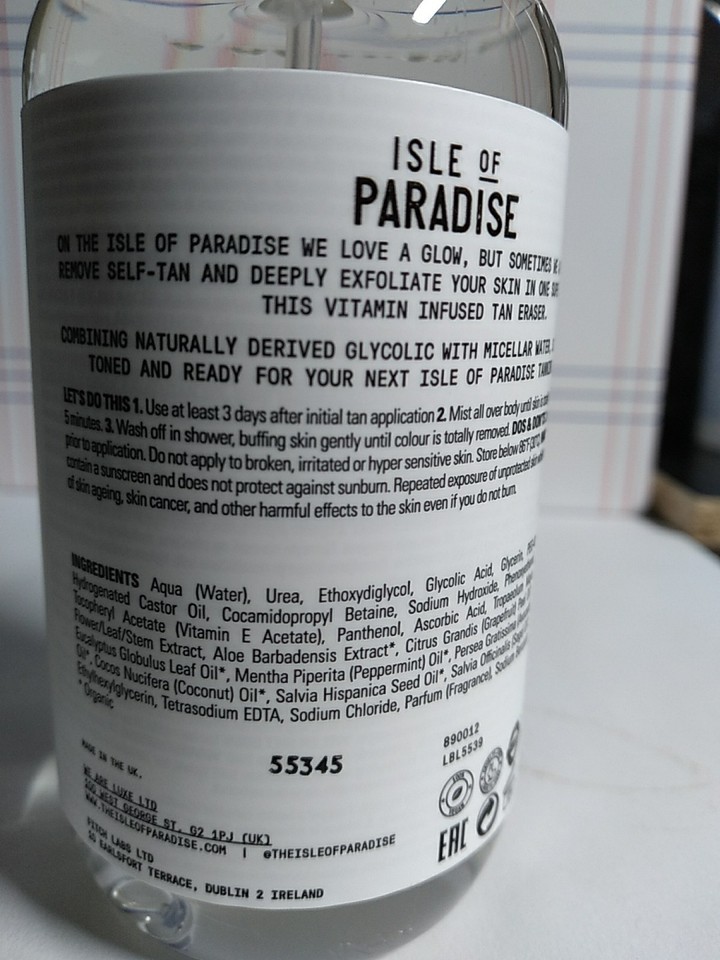 ISLE OF
PARADISE
ON THE ISLE OF PARADISE WE LOVE A GLOW, BUT SOMETIMES WE
REMOVE SELF-TAN AND DEEPLY EXFOLIATE YOUR SKIN IN ONE
THIS VITAMIN INFUSED TAN ERASER.
COMBINING NATURALLY DERIVED GLYCOLIC WITH MICELLAR WATER,
TONED AND READY FOR YOUR NEXT ISLE OF PARADISE
LET'S DO THIS 1. Use at least 3 days after initial tan application 2. Mist all over body until skin is
5 minutes. 3. Wash off in shower, buffing skin gently until colour is totally removed. DOS & DON'TS
prior to application. Do not apply to broken, irritated or hyper sensitive skin. Store below 86°F
contain a sunscreen and does not protect against sunburn. Repeated exposure of unprotected skin
of skin ageing, skin cancer, and other harmful effects to the skin even if you do not burn.
INGREDIENTS Aqua (Water), Urea, Ethoxydiglycol, Glycolic Acid, Glycerin,
Hydrogenated Castor Oil, Cocamidopropyl Betaine, Sodium Hydroxide,
Tocopheryl Acetate (Vitamin E Acetate), Panthenol, Ascorbic Acid, Tropaeolum
Flower/Leaf/Stem Extract, Aloe Barbadensis Extract*, Citrus Grandis (Grapefruit)
Eucalyptus Globulus Leaf Oil*, Mentha Piperita (Peppermint) Oil*, Persea Gratissima
Oil*, Cocos Nucifera (Coconut) Oil*, Salvia Hispanica Seed Oil*, Salvia Officinalis
Ethylhexylglycerin, Tetrasodium EDTA, Sodium Chloride, Parfum (Fragrance),
* Organic
55345
890012
LBL5539
MADE IN THE UK.
WE ARE LUXE LTD
500 WEST GEORGE ST. G2 1PJ (UK)
WWW.THEISLEOFPARADISE.COM | @THEISLEOFPARADISE
PITCH LABS LTD
EARLSFORT TERRACE, DUBLIN 2 IRELAND
EAC